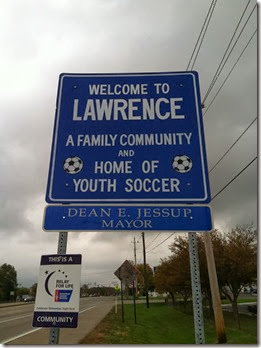 WELCOME TO
LAWRENCE
A FAMILY COMMUNITY
AND
HOME OF
YOUTH SOCCER
DEAN E. JESSUP,
MAYOR
THIS IS A
RELAY
FOR LIFE
COMMUNITY